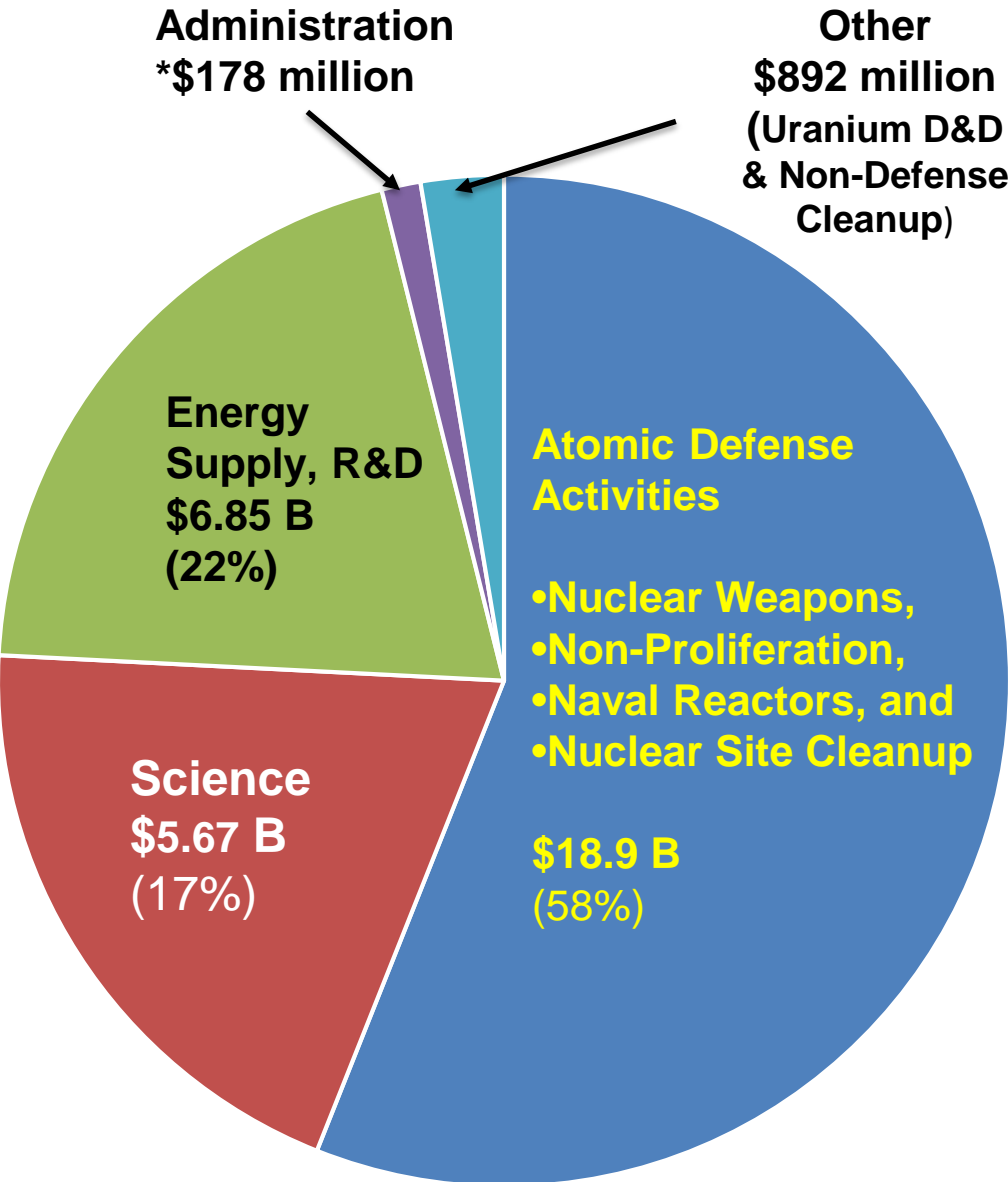 Administration
*$178 million
Other
$892 million
(Uranium D&D
& Non-Defense
Cleanup)
Energy
Supply, R&D
$6.85 B
(22%)
Atomic Defense
Activities
•Nuclear Weapons,
•Non-Proliferation,
•Naval Reactors, and
•Nuclear Site Cleanup
$18.9 B
(58%)
Science
$5.67 B
(17%)